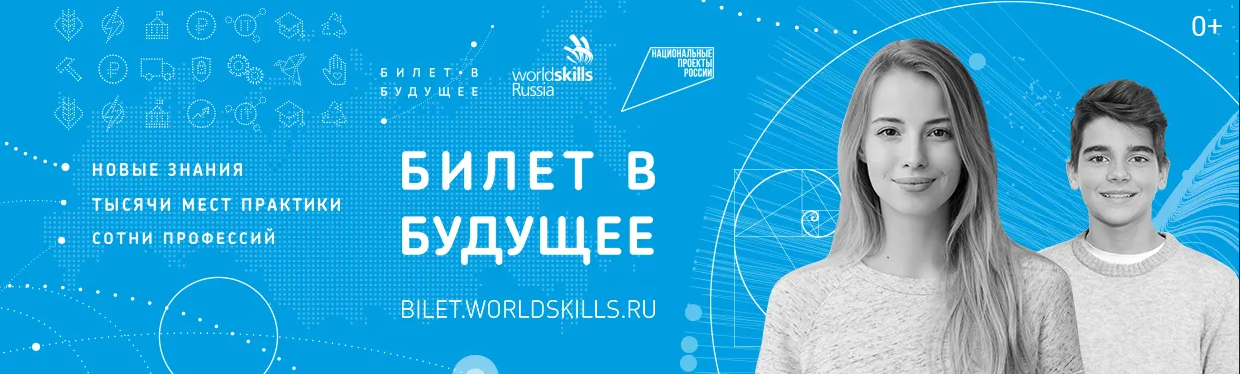 БИЛЕТ В
БУДУЩЕЕ
worldskills
Russia
НАЦИОНАЛЬНЫЕ
ПРОЕКТЫ
РОССИИ
0+
НОВЫЕ ЗНАНИЯ
ТЫСЯЧИ МЕСТ ПРАКТИКИ
СОТНИ ПРОФЕССИЙ
БИЛЕТ В
БУДУЩЕЕ
BILET.WORLDSKILLS.RU